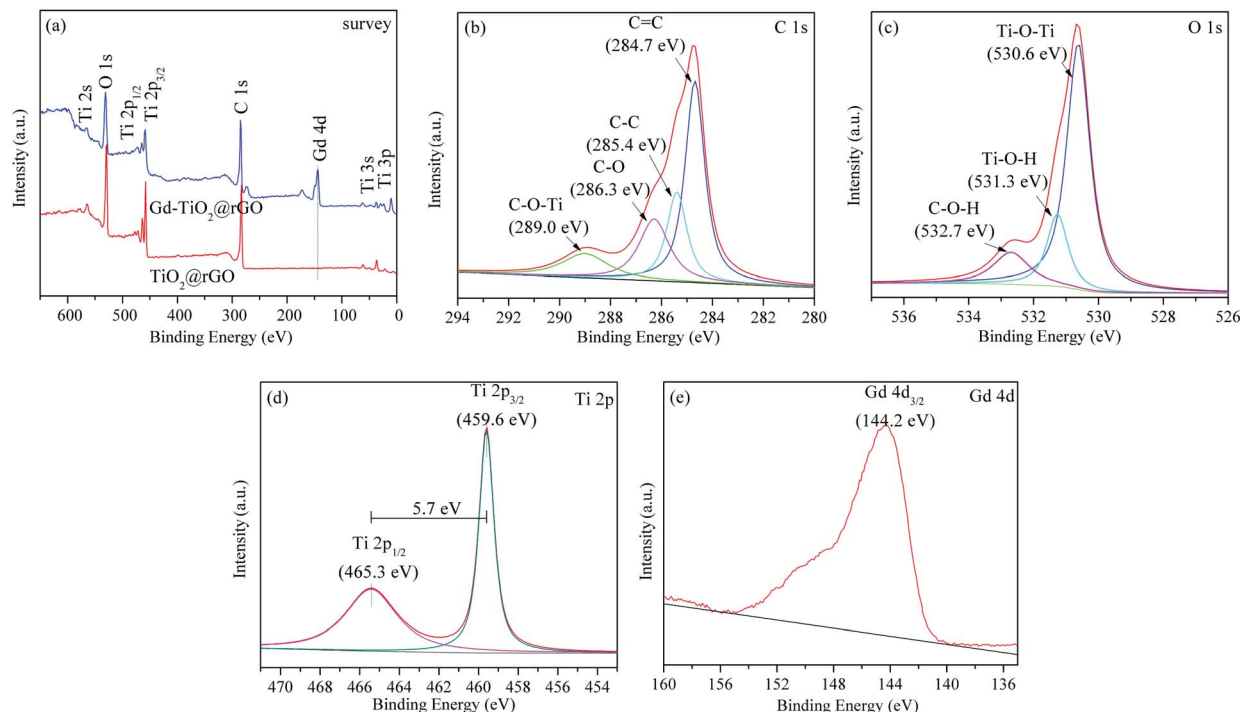 (a)
survey
Ti 2s
O 1s
Ti 2p1/2
Ti 2p3/2
C 1s
Gd 4d
Ti 3s
Ti 3p
Gd-TiO2@rGO
TiO2@rGO
Intensity (a.u.)
600 500 400 300 200 100 0
Binding Energy (eV)
(b)
C 1s
C=C
(284.7 eV)
C-C
(285.4 eV)
C-O
(286.3 eV)
C-O-Ti
(289.0 eV)
Intensity (a.u.)
294 292 290 288 286 284 282 280
Binding Energy (eV)
(c)
O 1s
Ti-O-Ti
(530.6 eV)
Ti-O-H
(531.3 eV)
C-O-H
(532.7 eV)
Intensity (a.u.)
536 534 532 530 528 526
Binding Energy (eV)
(d)
Ti 2p
Ti 2p3/2
(459.6 eV)
5.7 eV
Ti 2p1/2
(465.3 eV)
Intensity (a.u.)
470 468 466 464 462 460 458 456 454
Binding Energy (eV)
(e)
Gd 4d
Gd 4d3/2
(144.2 eV)
Intensity (a.u.)
160 156 152 148 144 140 136
Binding Energy (eV)